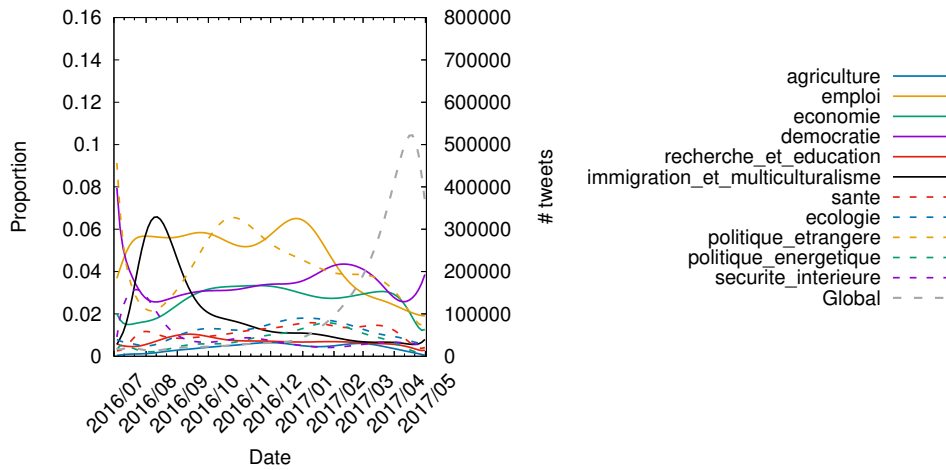 0.16
0.14
0.12
0.1
0.08
0.06
0.04
0.02
0
Proportion
800000
700000
600000
500000
400000
300000
200000
100000
0
# tweets
2016/07
2016/08
2016/09
2016/10
2016/11
2016/12
2017/01
2017/02
2017/03
2017/04
2017/05
Date
agriculture
emploi
economie
democratie
recherche_et_education
immigration_et_multiculturalisme
sante
ecologie
politique_etrangere
politique_energetique
securite_interieure
Global